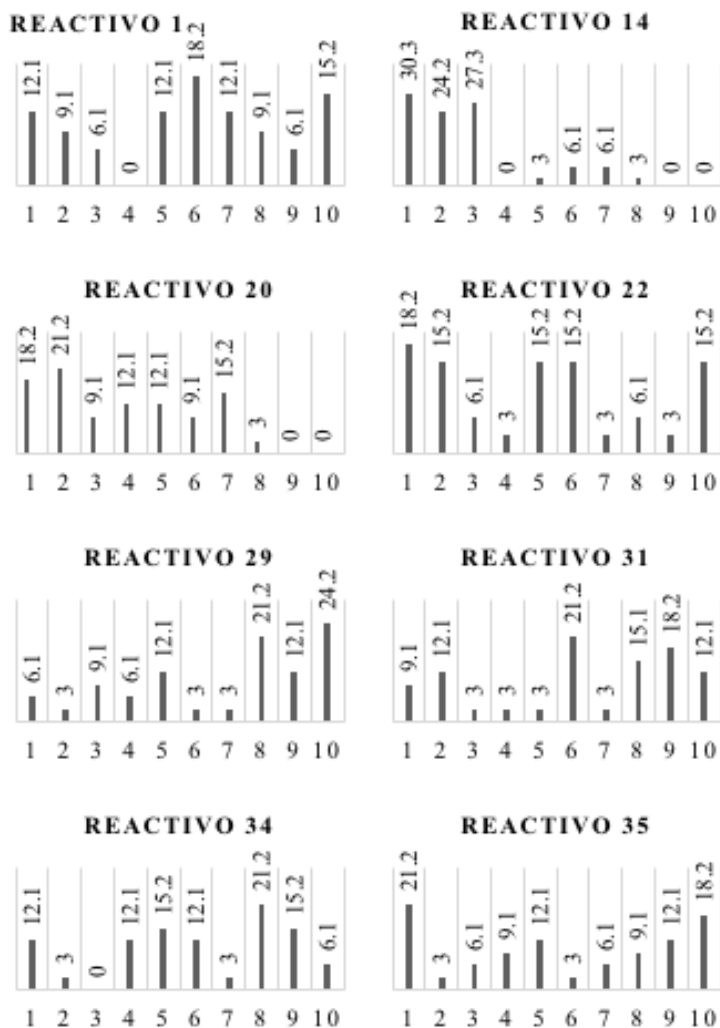 REACTIVO 1
12.1 9.1 6.1 0 12.1 18.2 12.1 9.1 6.1 15.2
1 2 3 4 5 6 7 8 9 10
REACTIVO 14
30.3 24.2 27.3 0 3 6.1 6.1 3 0 0
1 2 3 4 5 6 7 8 9 10
REACTIVO 20
18.2 21.2 9.1 12.1 12.1 9.1 15.2 3 0 0
1 2 3 4 5 6 7 8 9 10
REACTIVO 22
18.2 15.2 6.1 3 15.2 15.2 3 6.1 3 15.2
1 2 3 4 5 6 7 8 9 10
REACTIVO 29
6.1 3 9.1 6.1 12.1 3 3 21.2 12.1 24.2
1 2 3 4 5 6 7 8 9 10
REACTIVO 31
9.1 12.1 3 3 3 21.2 3 15.1 18.2 12.1
1 2 3 4 5 6 7 8 9 10
REACTIVO 34
12.1 3 0 12.1 15.2 12.1 3 21.2 15.2 6.1
1 2 3 4 5 6 7 8 9 10
REACTIVO 35
21.2 3 6.1 9.1 12.1 3 6.1 9.1 12.1 18.2
1 2 3 4 5 6 7 8 9 10